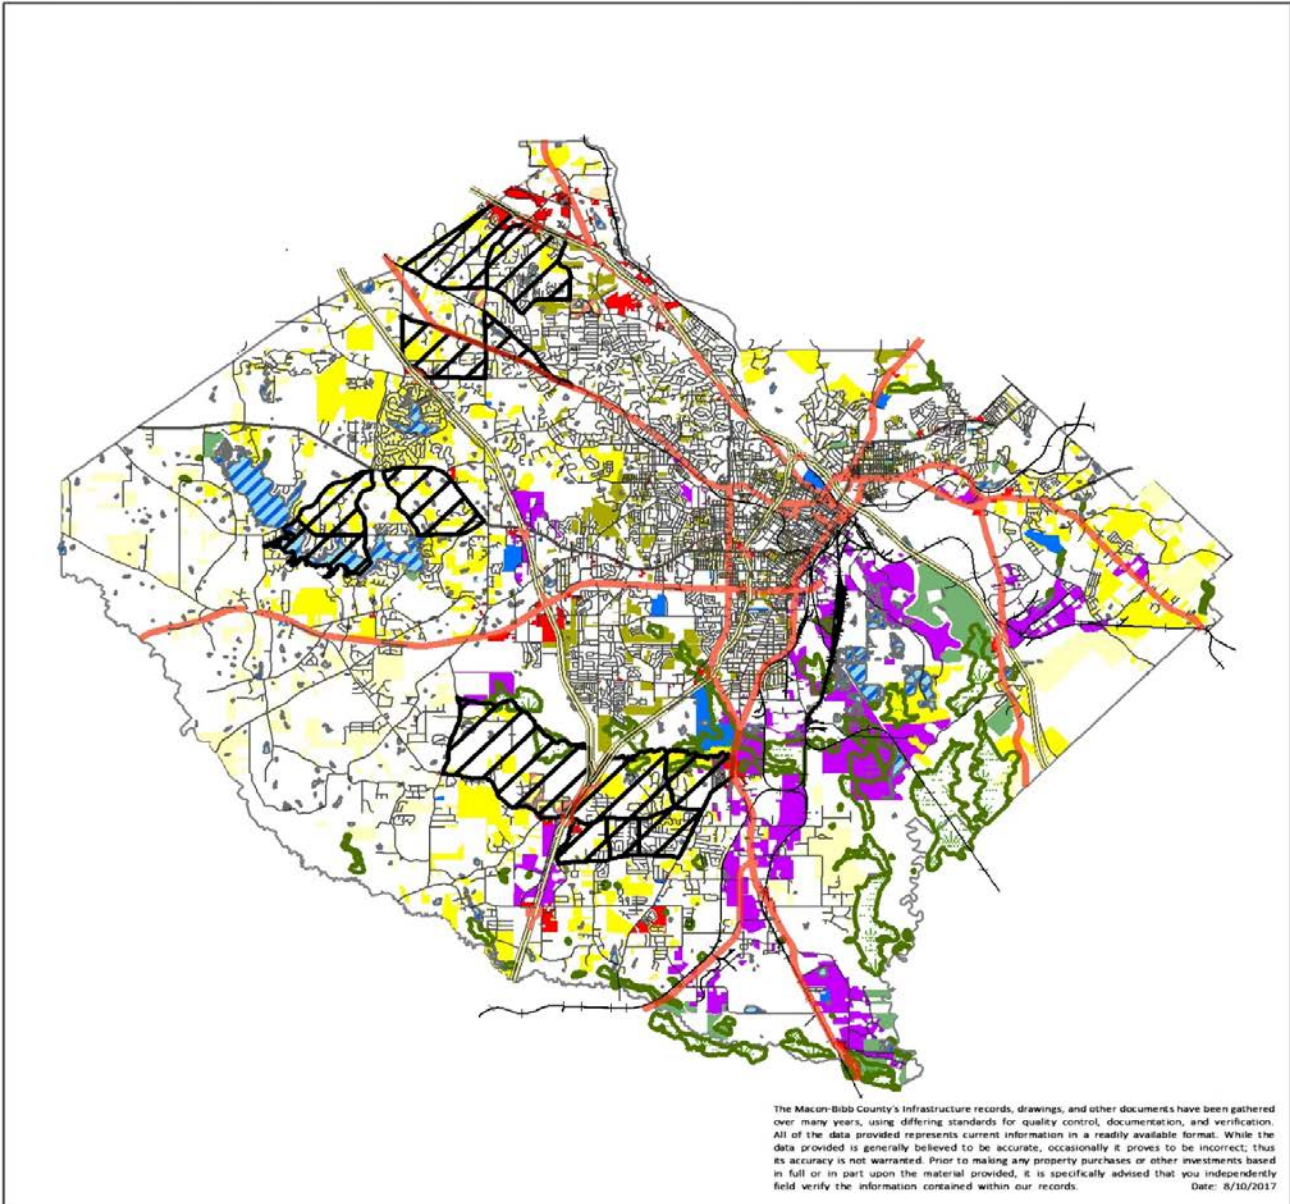 The Macon-Bibb County's Infrastructure records, drawings, and other documents have been gathered
over many years, using differing standards for quality control, documentation, and verification.
All of the data provided represents current information in a readily available format. While the
data provided is generally believed to be accurate, occasionally it proves to be incorrect; thus
its accuracy is not warranted. Prior to making any property purchases or other investments based
in full or in part upon the material provided, it is specifically advised that you independently
field verify the information contained within our records. Date: 8/10/2017